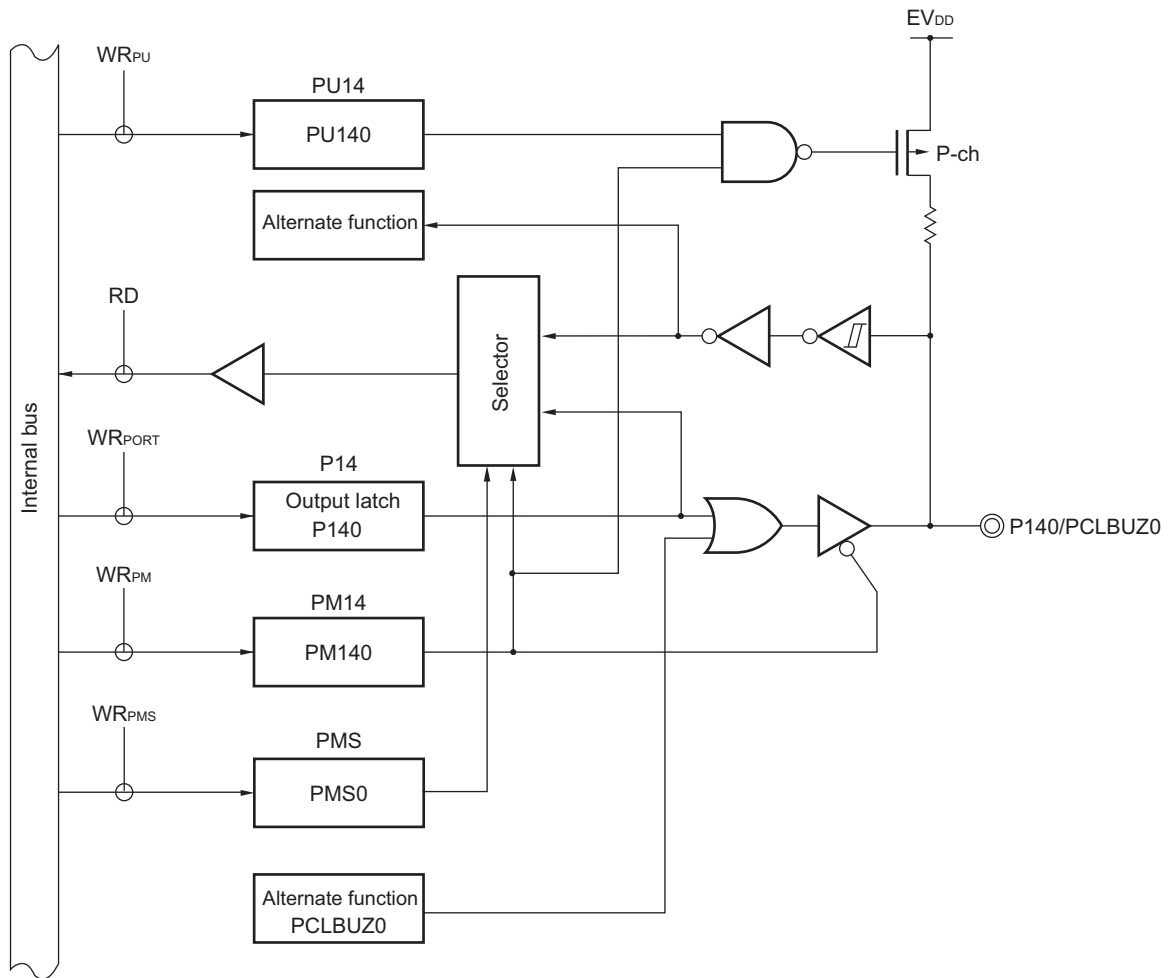 EVDD
WRPU
PU14
PU140
P-ch
Alternate function
RD
Selector
Internal bus
WRPORT
P14
Output latch
P140
P140/PCLBUZ0
WRPM
PM14
PM140
WRPMS
PMS
PMS0
Alternate function
PCLBUZ0